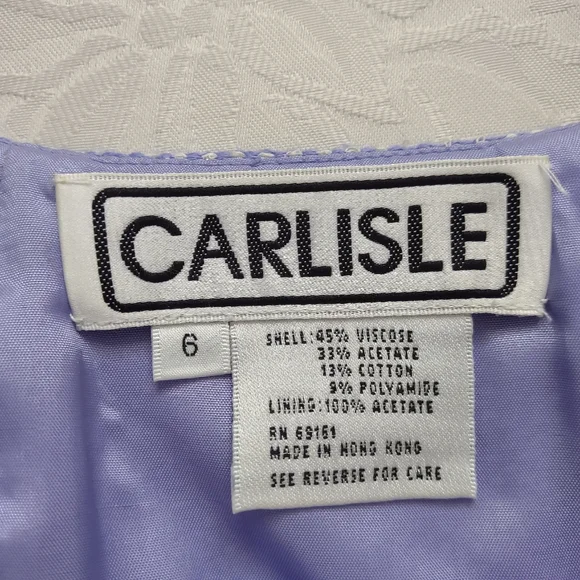 CARLISLE
6
SHELL:45% VISCOSE
33% ACETATE
13% COTTON
9% POLYAMIDE
LINING:100% ACETATE
RN 69161
MADE IN HONG KONG
SEE REVERSE FOR CARE